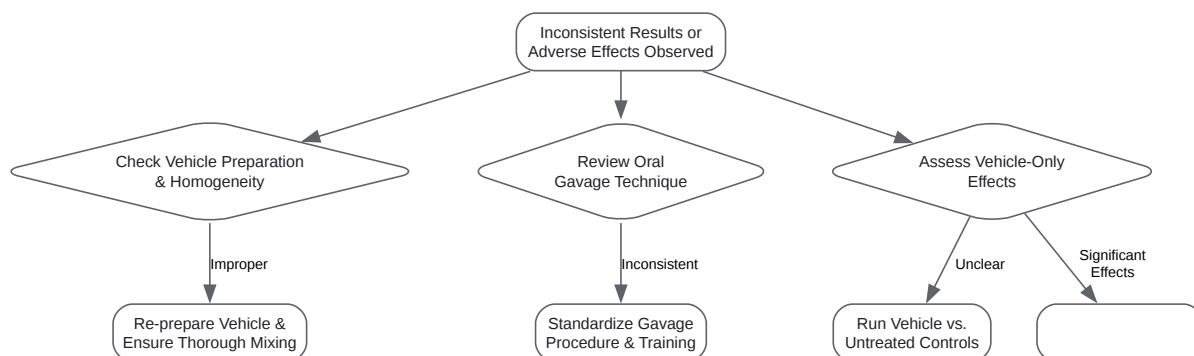 Inconsistent Results or
Adverse Effects Observed
Check Vehicle Preparation
& Homogeneity
Review Oral
Gavage Technique
Assess Vehicle-Only
Effects
Improper
Inconsistent
Unclear
Significant
Effects
Re-prepare Vehicle &
Ensure Thorough Mixing
Standardize Gavage
Procedure & Training
Run Vehicle vs.
Untreated Controls